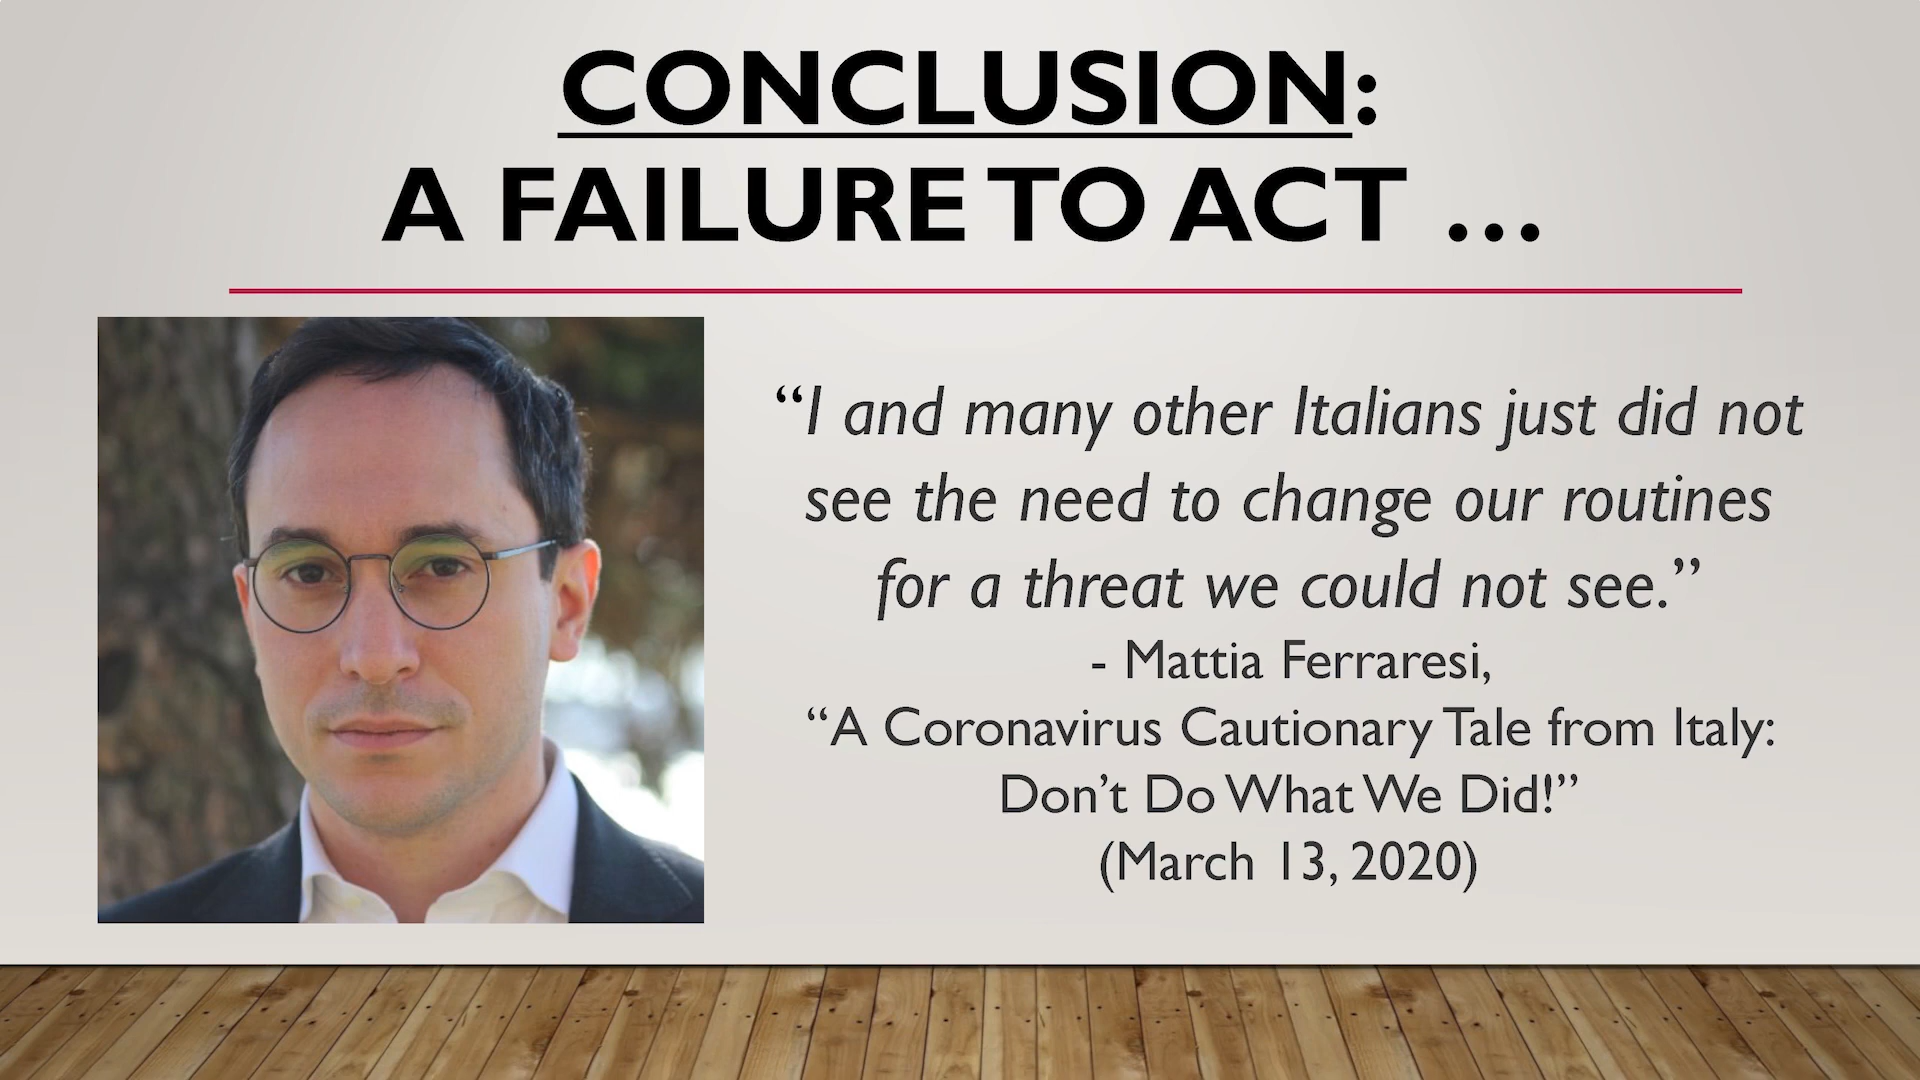 CONCLUSION:
A FAILURE TO ACT …
“I and many other Italians just did not
see the need to change our routines
for a threat we could not see.”
- Mattia Ferraresi,
“A Coronavirus Cautionary Tale from Italy:
Don’t Do What We Did!”
(March 13, 2020)